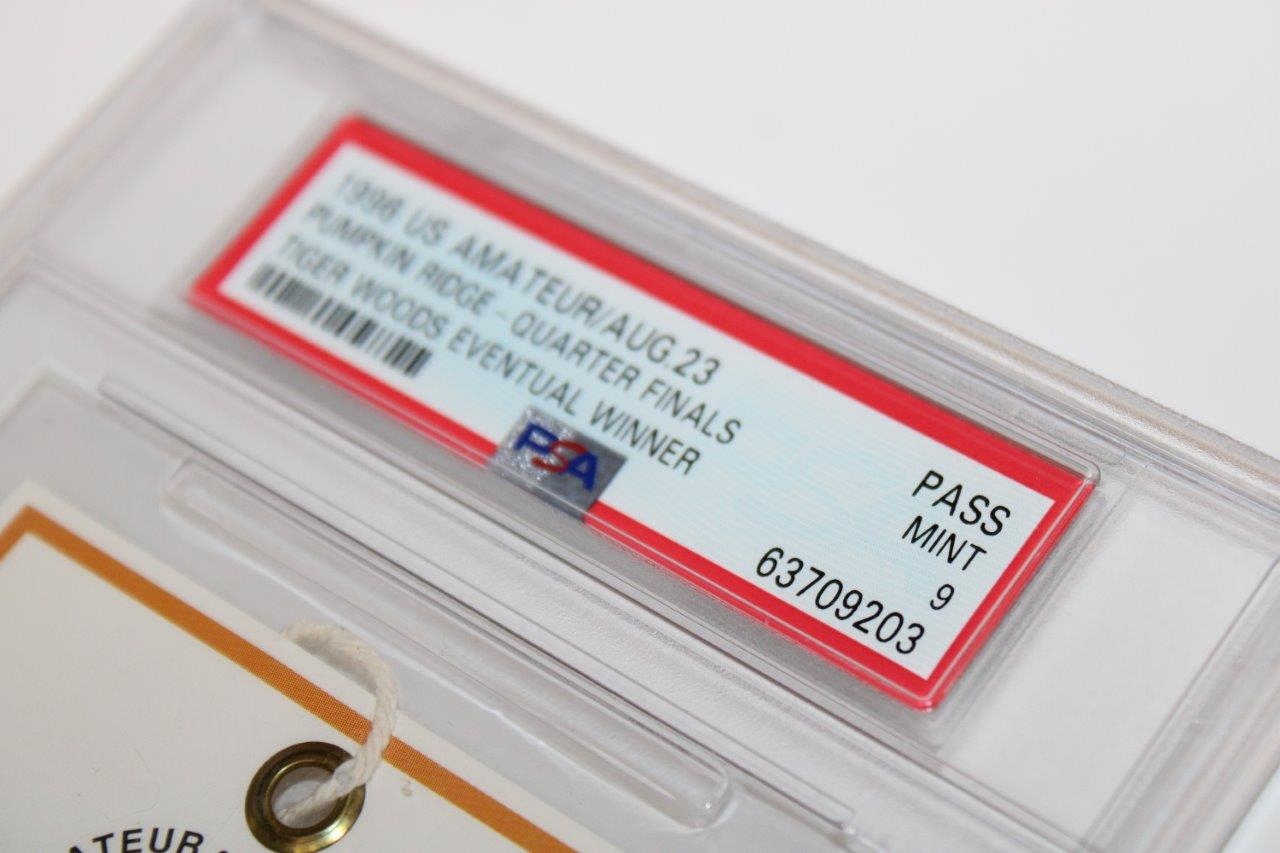 1996 US AMATEUR/AUG.23
PUMPKIN RIDGE - QUARTER FINALS
TIGER WOODS EVENTUAL WINNER
PSA
PASS
MINT
9
63709203